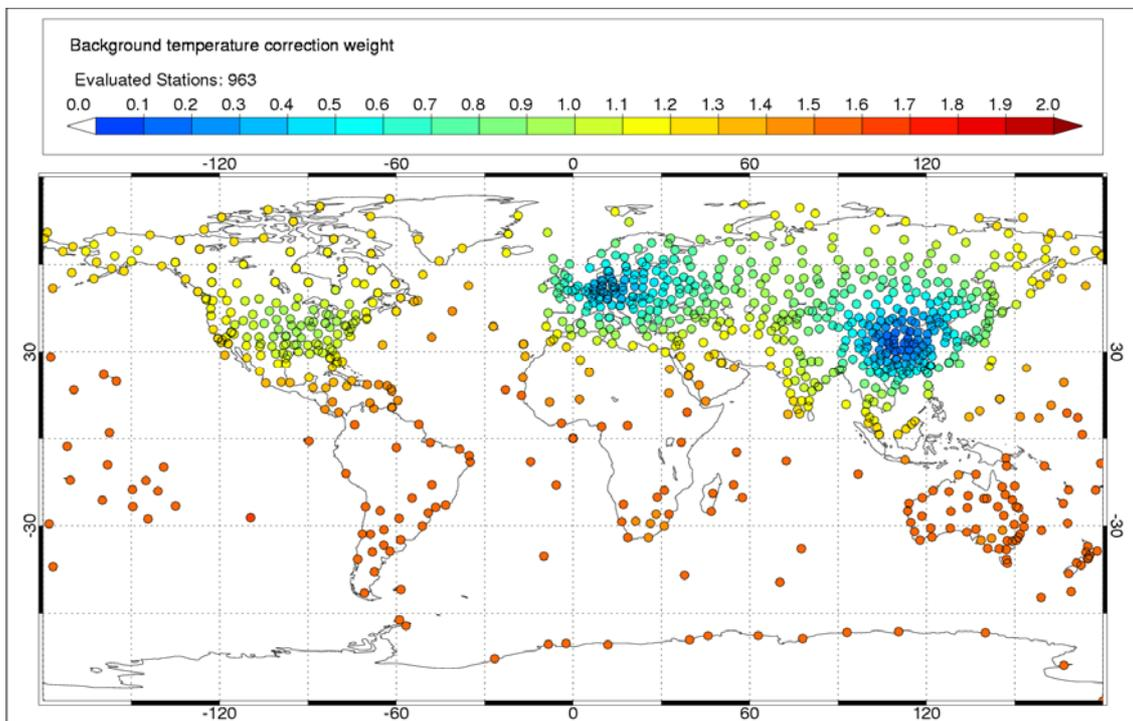 Background temperature correction weight
Evaluated Stations: 963
0.0 0.1 0.2 0.3 0.4 0.5 0.6 0.7 0.8 0.9 1.0 1.1 1.2 1.3 1.4 1.5 1.6 1.7 1.8 1.9 2.0
-120 -60 0 60 120
30 30
-30 -30
-120 -60 0 60 120